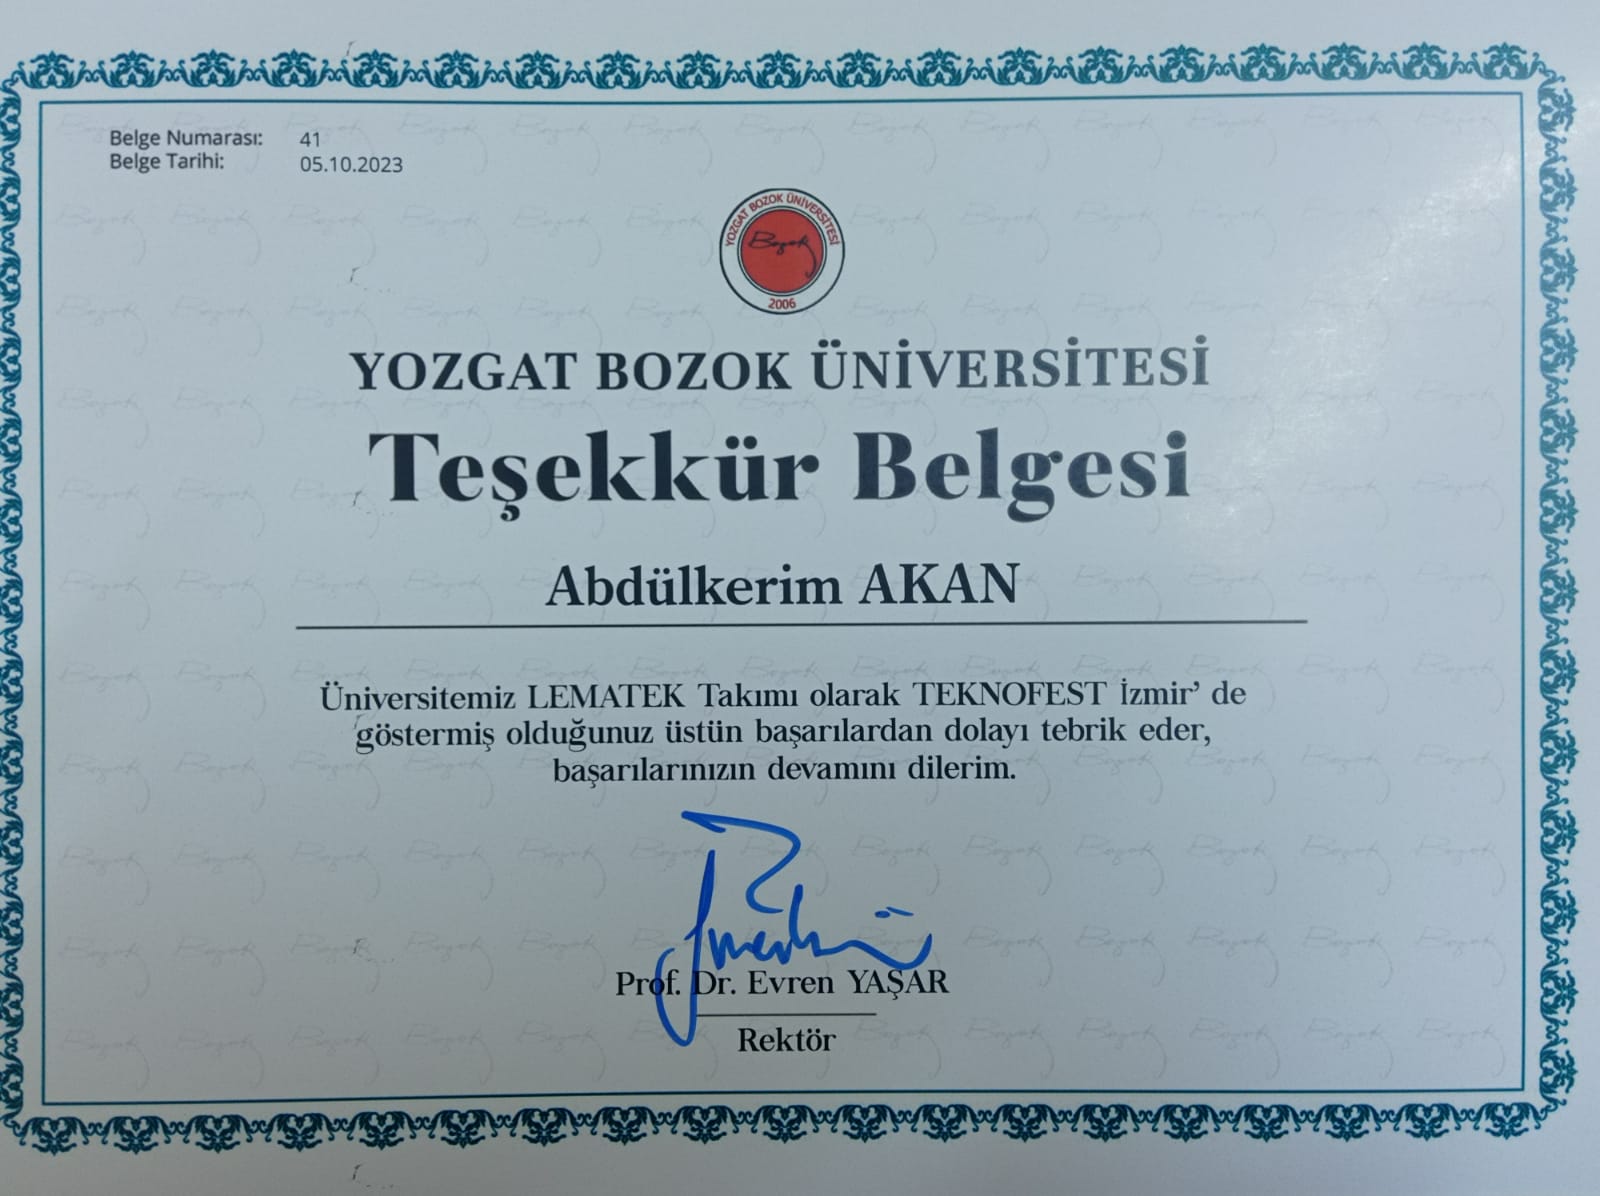 Belge Numarası: 41
Belge Tarihi: 05.10.2023
YOZGAT BOZOK ÜNİVERSİTESİ
Bozok
2006
YOZGAT BOZOK ÜNİVERSİTESİ
Teşekkür Belgesi
Abdülkerim AKAN
Üniversitemiz LEMATEK Takımı olarak TEKNOFEST İzmir’ de
göstermiş olduğunuz üstün başarılardan dolayı tebrik eder,
başarılarınızın devamını dilerim.
Prof. Dr. Evren YAŞAR
Rektör